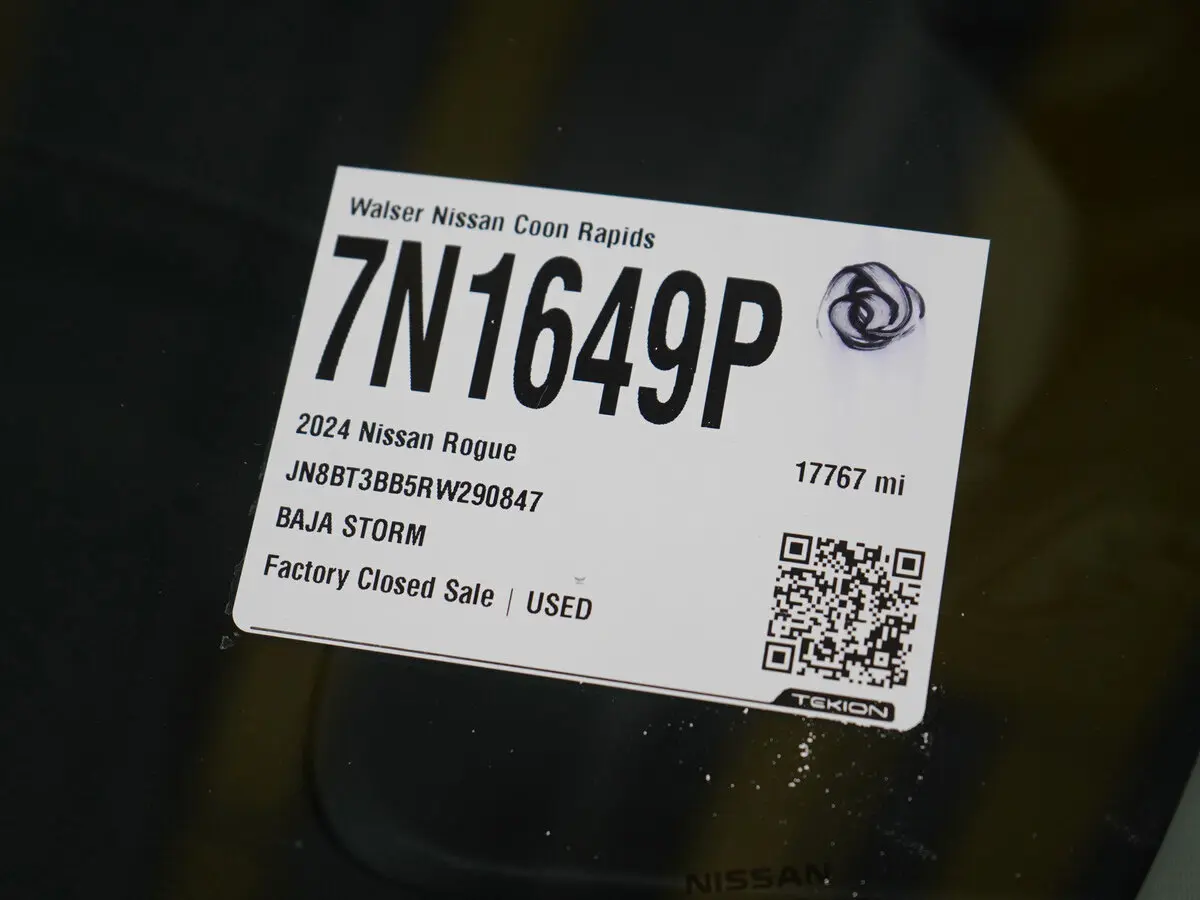 Walser Nissan Coon Rapids
7N1649P
2024 Nissan Rogue
17767 mi
JN8BT3BB5RW290847
BAJA STORM
Factory Closed Sale | USED
TEKION
NISSAN